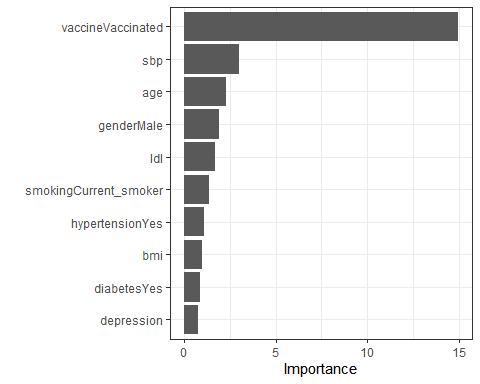 vaccineVaccinated
sbp
age
genderMale
ldl
smokingCurrent_smoker
hypertensionYes
bmi
diabetesYes
depression
0 5 10 15
Importance